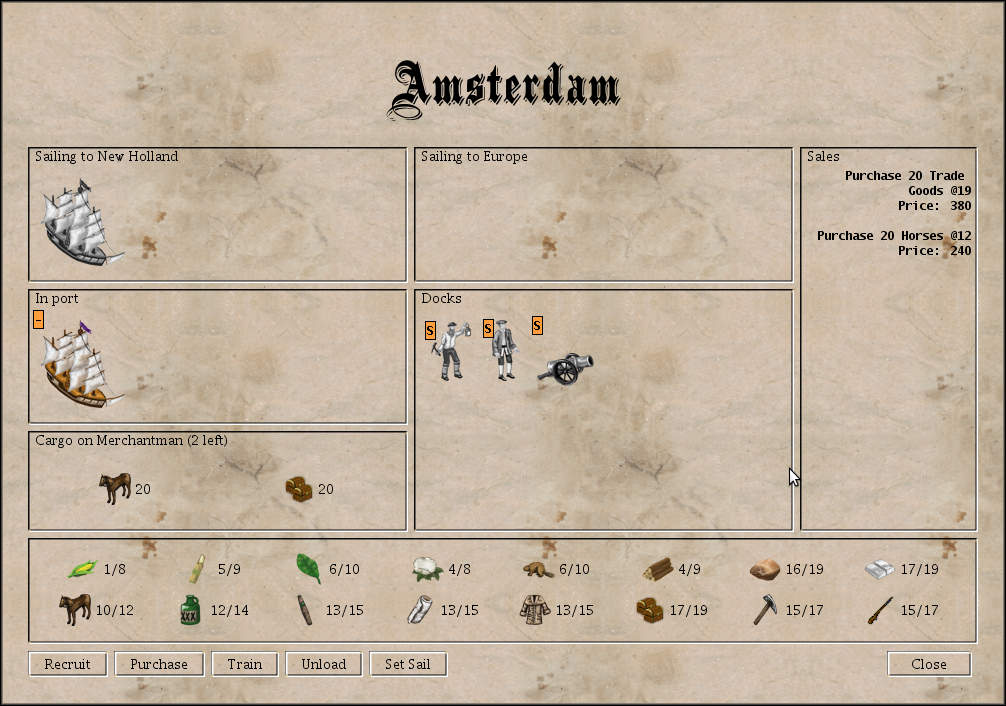 Amsterdam
Sailing to New Holland
Sailing to Europe
Sales
Purchase 20 Trade
Goods @19
Price: 380
Purchase 20 Horses @12
Price: 240
In port
-
Docks
S
S
S
Cargo on Merchantman (2 left)
20
20
1/8
5/9
6/10
4/8
6/10
4/9
16/19
17/19
10/12
12/14
XXX
13/15
13/15
13/15
17/19
15/17
15/17
Recruit
Purchase
Train
Unload
Set Sail
Close